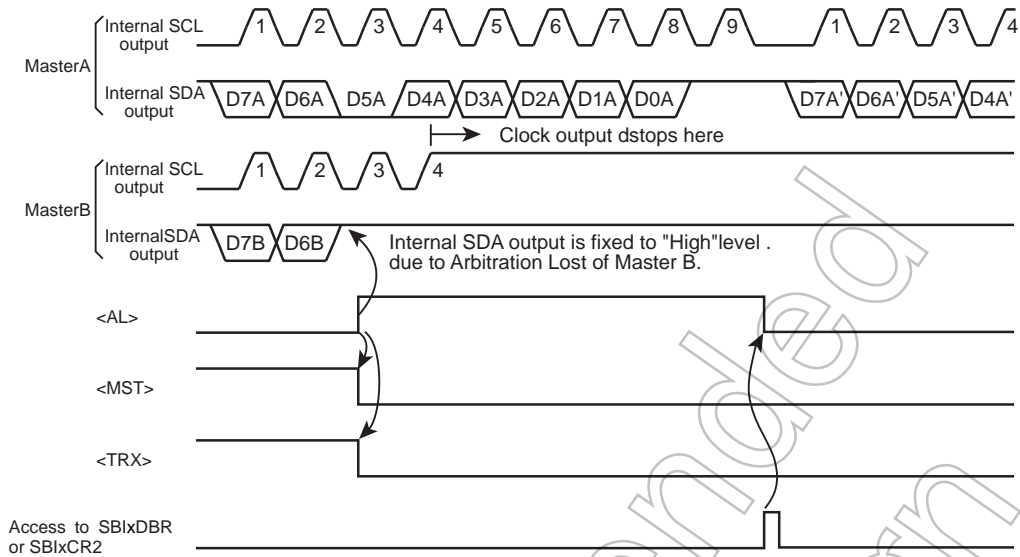 Internal SCL
output
1 2 3 4 5 6 7 8 9 1 2 3 4
MasterA
Internal SDA
output
D7A D6A D5A D4A D3A D2A D1A D0A D7A' D6A' D5A' D4A'
Clock output dstops here
Internal SCL
output
1 2 3 4
MasterB
InternalSDA
output
D7B D6B
Internal SDA output is fixed to "High"level .
due to Arbitration Lost of Master B.
<AL>
<MST>
<TRX>
Access to SBIxDBR
or SBIxCR2